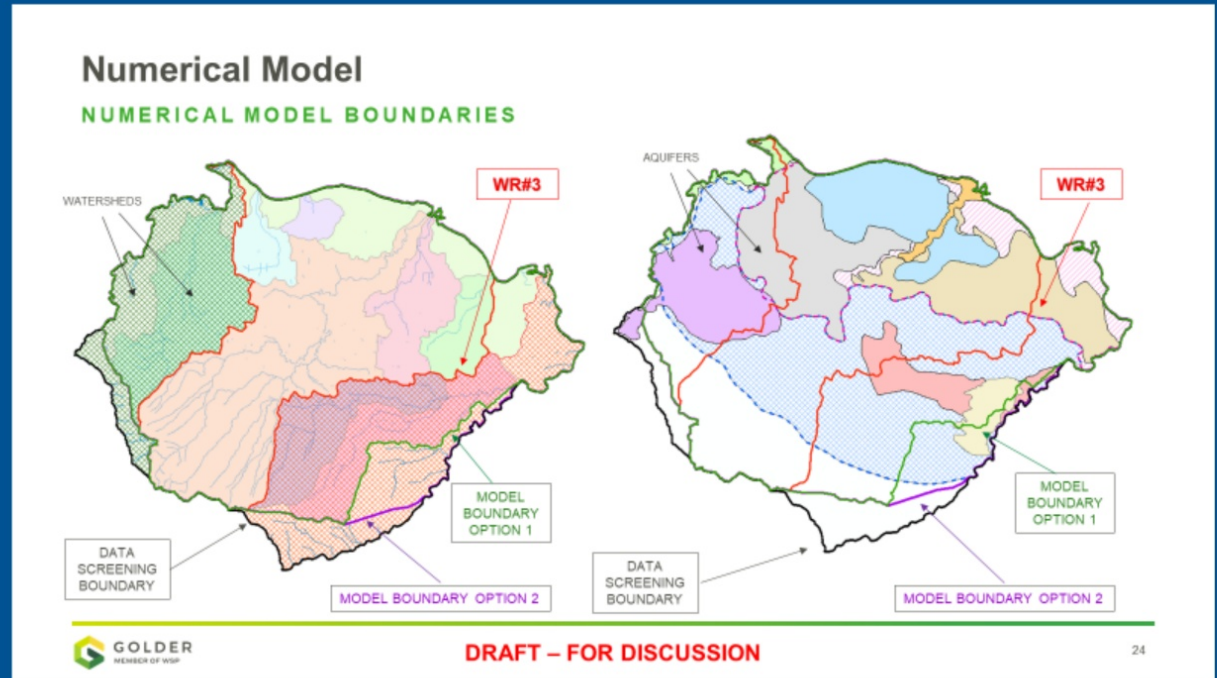 Numerical Model
NUMERICAL MODEL BOUNDARIES
WATERSHEDS
WR#3
DATA
SCREENING
BOUNDARY
MODEL
BOUNDARY
OPTION 1
MODEL BOUNDARY OPTION 2
AQUIFERS
WR#3
DATA
SCREENING
BOUNDARY
MODEL
BOUNDARY
OPTION 1
MODEL BOUNDARY OPTION 2
GOLDER
MEMBER OF WSP
DRAFT – FOR DISCUSSION
24